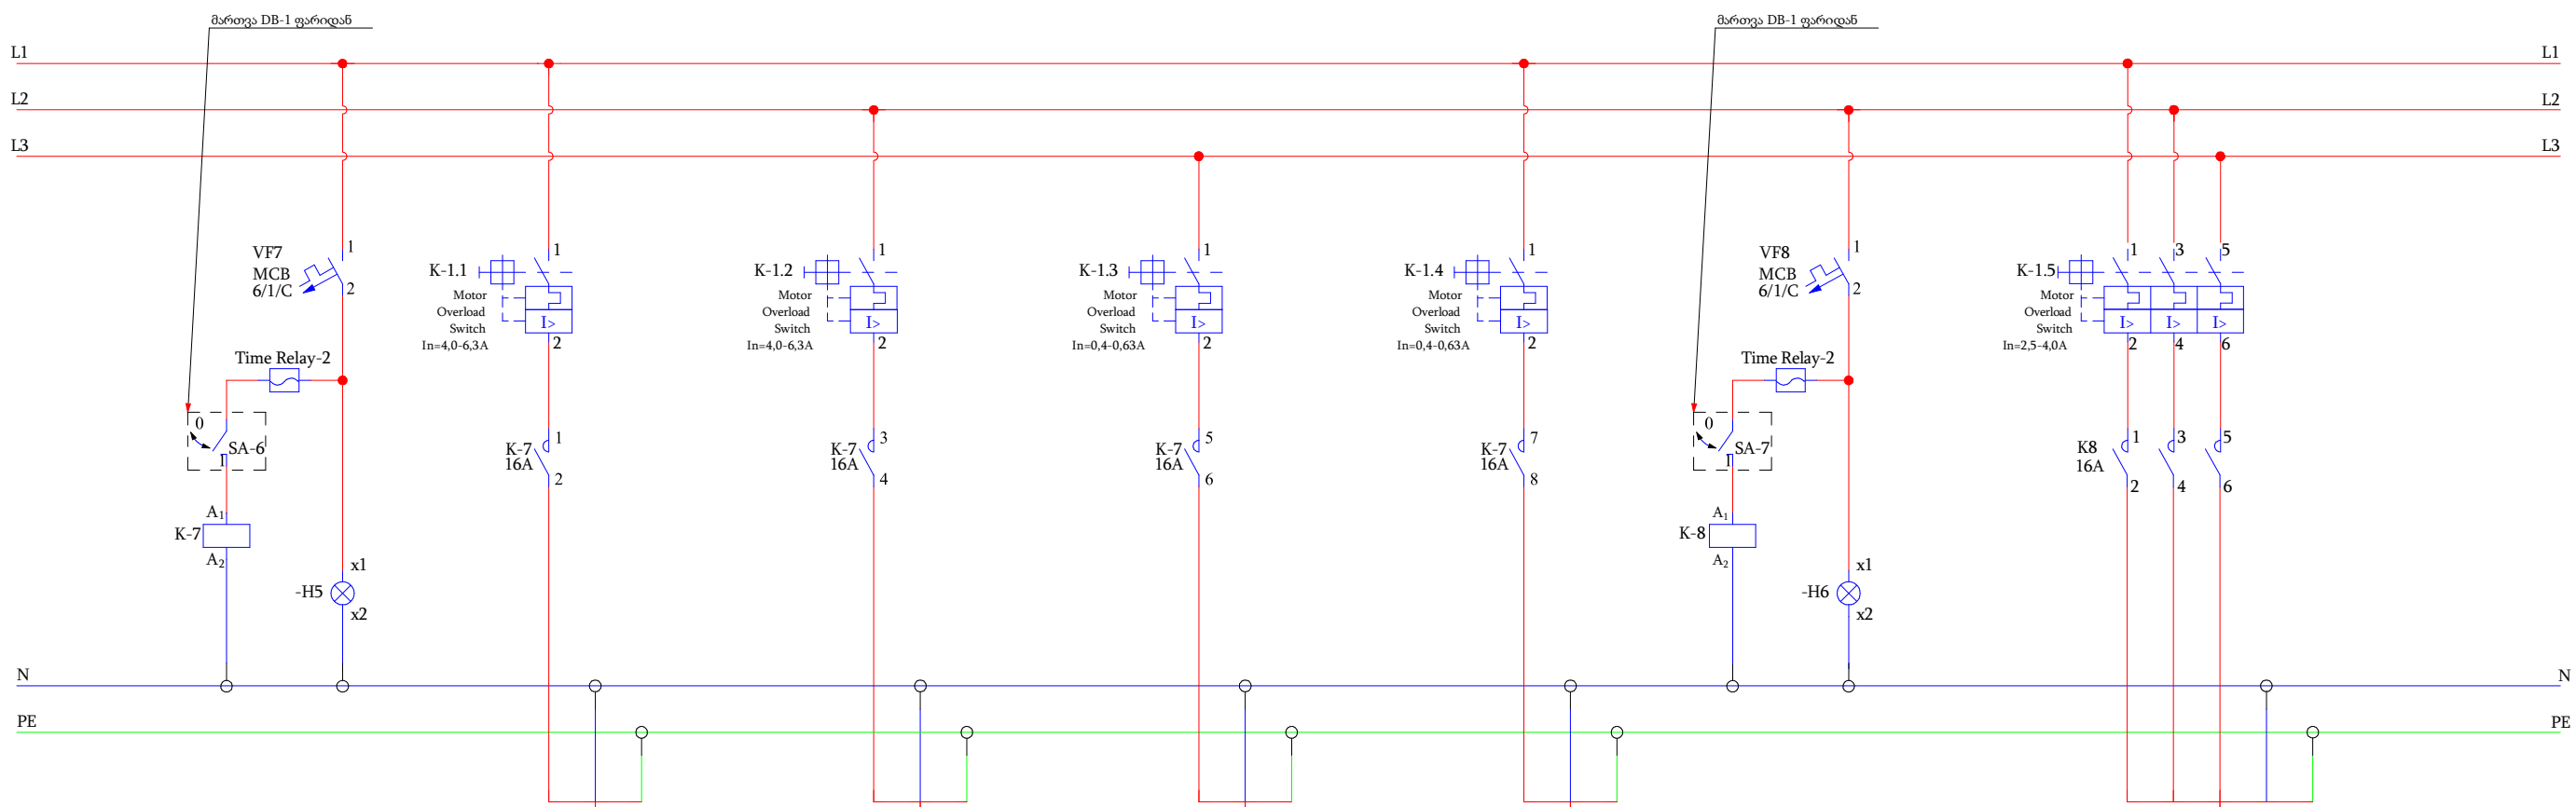 მართვა DB-1 ფარიდან
მართვა DB-1 ფარიდან
L1
L1
L2
L2
L3
L3
VF7
MCB
6/1/C
1
2
Time Relay-2
0
SA-6
1
A1
K-7
A2
x1
-H5
x2
K-1.1
1
Motor
Overload
Switch
In=4,0-6,3A
I>
2
K-7
16A
1
2
K-1.2
1
Motor
Overload
Switch
In=4,0-6,3A
I>
2
K-7
16A
3
4
K-1.3
1
Motor
Overload
Switch
In=0,4-0,63A
I>
2
K-7
16A
5
6
K-1.4
1
Motor
Overload
Switch
In=0,4-0,63A
I>
2
K-7
16A
7
8
VF8
MCB
6/1/C
1
2
Time Relay-2
0
SA-7
1
A1
K-8
A2
x1
-H6
x2
K-1.5
1 3 5
Motor
Overload
Switch
In=2,5-4,0A
I> I> I>
2 4 6
K8
16A
1 3 5
2 4 6
N
N
PE
PE